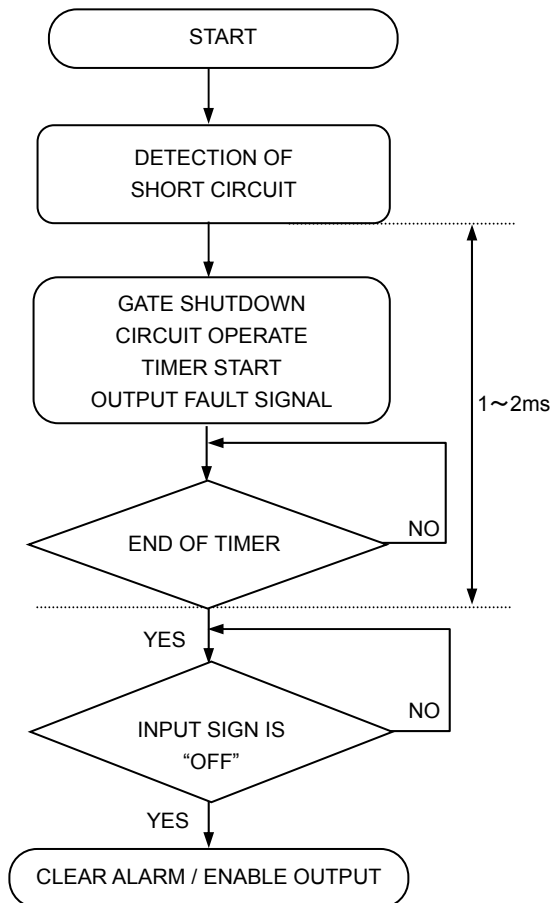 START
DETECTION OF
SHORT CIRCUIT
GATE SHUTDOWN
CIRCUIT OPERATE
TIMER START
OUTPUT FAULT SIGNAL
1～2ms
END OF TIMER
NO
YES
INPUT SIGN IS
“OFF”
NO
YES
CLEAR ALARM / ENABLE OUTPUT